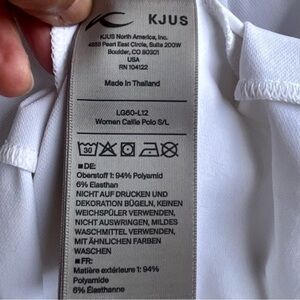 KJUS
KJUS North America, Inc.
4888 Pearl East Circle, Suite 200W
Boulder, CO 80301
USA
RN 104122
Made in Thailand
LG60-L12
Women Callie Polo S/L
30
■DE:
Oberstoff 1: 94% Polyamid
6% Elasthan
NICHT AUF DRUCKEN UND
DEKORATION BÜGELN, KEINEN
WEICHSPÜLER VERWENDEN,
NICHT AUSWRINGEN, MILDES
WASCHMITTEL VERWENDEN,
MIT ÄHNLICHEN FARBEN
WASCHEN
■FR:
Matière extérieure 1: 94%
Polyamide
6% Élasthanne